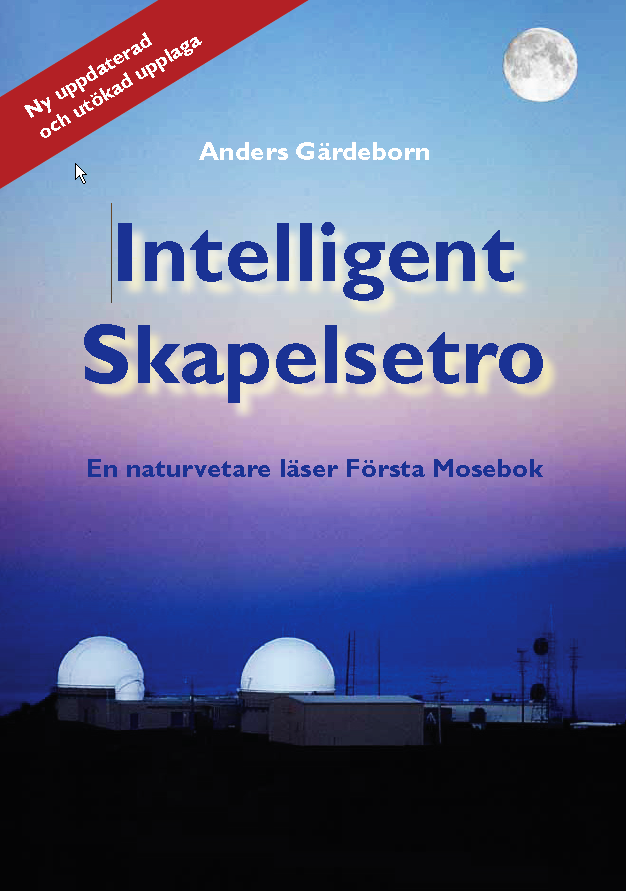 Ny uppdaterad
och utökad upplaga
Anders Gärdeborn
Intelligent
Skapelsetro
En naturvetare läser Första Mosebok